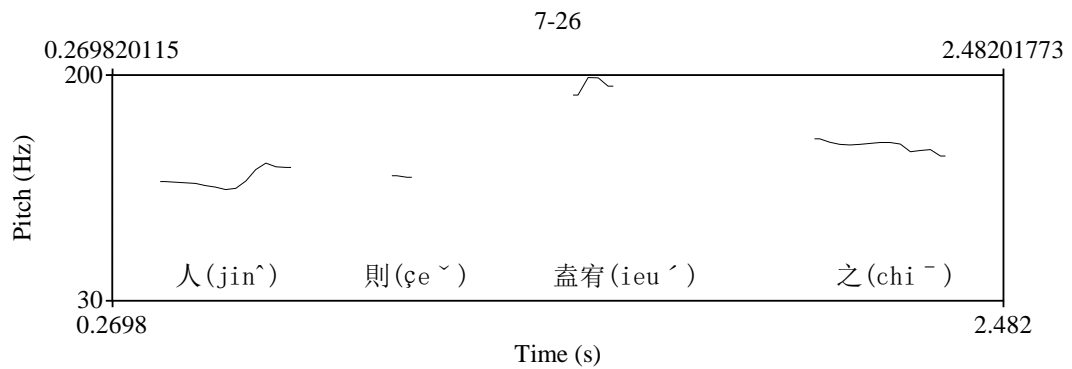 7-26
0.269820115 2.48201773
200
Pitch (Hz)
人(jinˆ) 則(çe ˇ) 盍宥(ieu ˊ) 之(chi ˉ)
30
0.2698 2.482
Time (s)